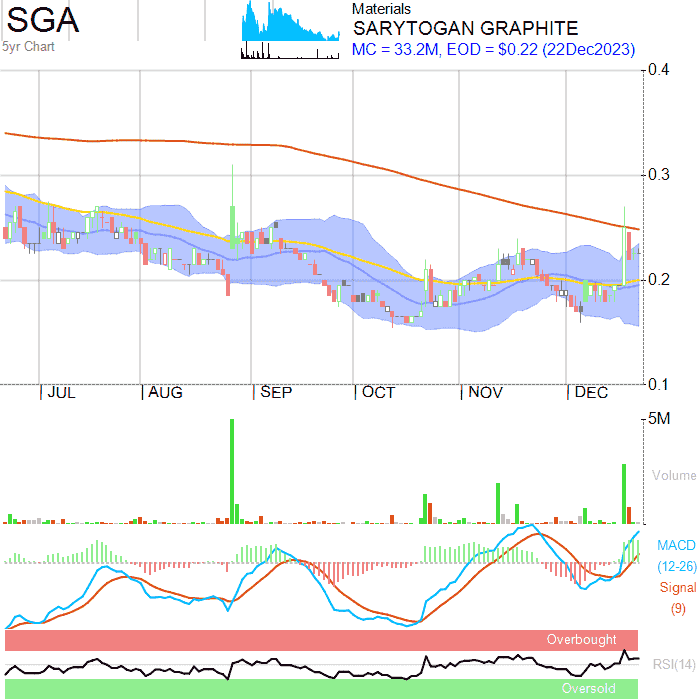 SGA
5yr Chart
Materials
SARYTOGAN GRAPHITE
MC = 33.2M, EOD = $0.22 (22Dec2023)
0.4
0.3
0.2
0.1
JUL AUG SEP OCT NOV DEC
5M
Volume
MACD
(12-26)
Signal
(9)
Overbought
RSI(14)
Oversold